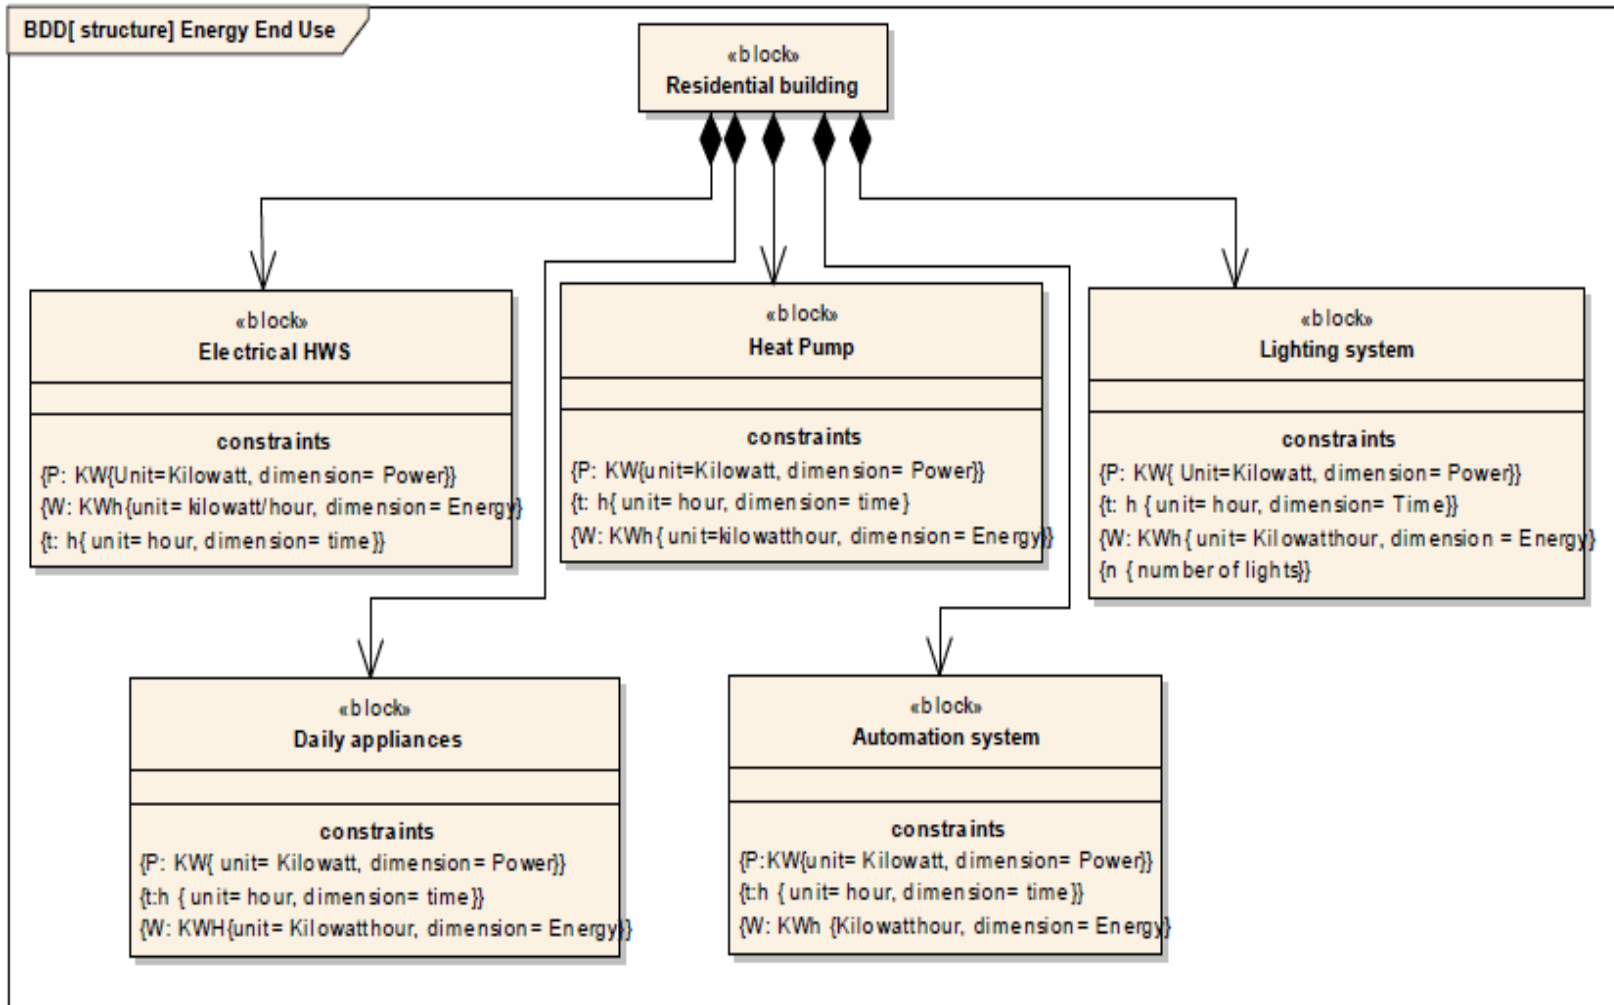 BDD[ structure] Energy End Use
«block»
Residential building
«block»
Electrical HWS
constraints
{P: KW{Unit=Kilowatt, dimension= Power}}
{W: KWh{unit= kilowatt/hour, dimension= Energy}
{t: h{ unit= hour, dimension= time}}
«block»
Heat Pump
constraints
{P: KW{unit=Kilowatt, dimension= Power}}
{t: h{ unit= hour, dimension= time}
{W: KWh{ unit=kilowatthour, dimension= Energy}}
«block»
Lighting system
constraints
{P: KW{ Unit=Kilowatt, dimension= Power}}
{t: h { unit= hour, dimension= Time}}
{W: KWh{ unit= Kilowatthour, dimension = Energy}
{n { number of lights}}
«block»
Daily appliances
constraints
{P: KW{ unit= Kilowatt, dimension= Power}}
{t:h { unit= hour, dimension= time}}
{W: KWH{unit= Kilowatthour, dimension= Energy}}
«block»
Automation system
constraints
{P:KW{unit= Kilowatt, dimension= Power}}
{t:h { unit= hour, dimension= time}}
{W: KWh {Kilowatthour, dimension= Energy}